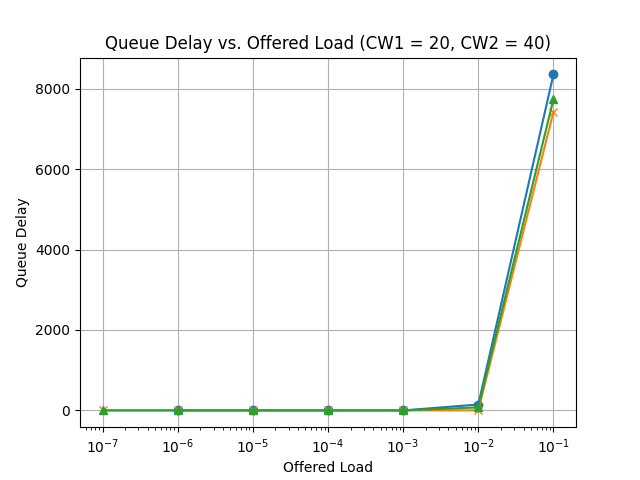 Queue Delay vs. Offered Load (CW1 = 20, CW2 = 40)
Queue Delay
8000
6000
4000
2000
0
10⁻⁷ 10⁻⁶ 10⁻⁵ 10⁻⁴ 10⁻³ 10⁻² 10⁻¹
Offered Load